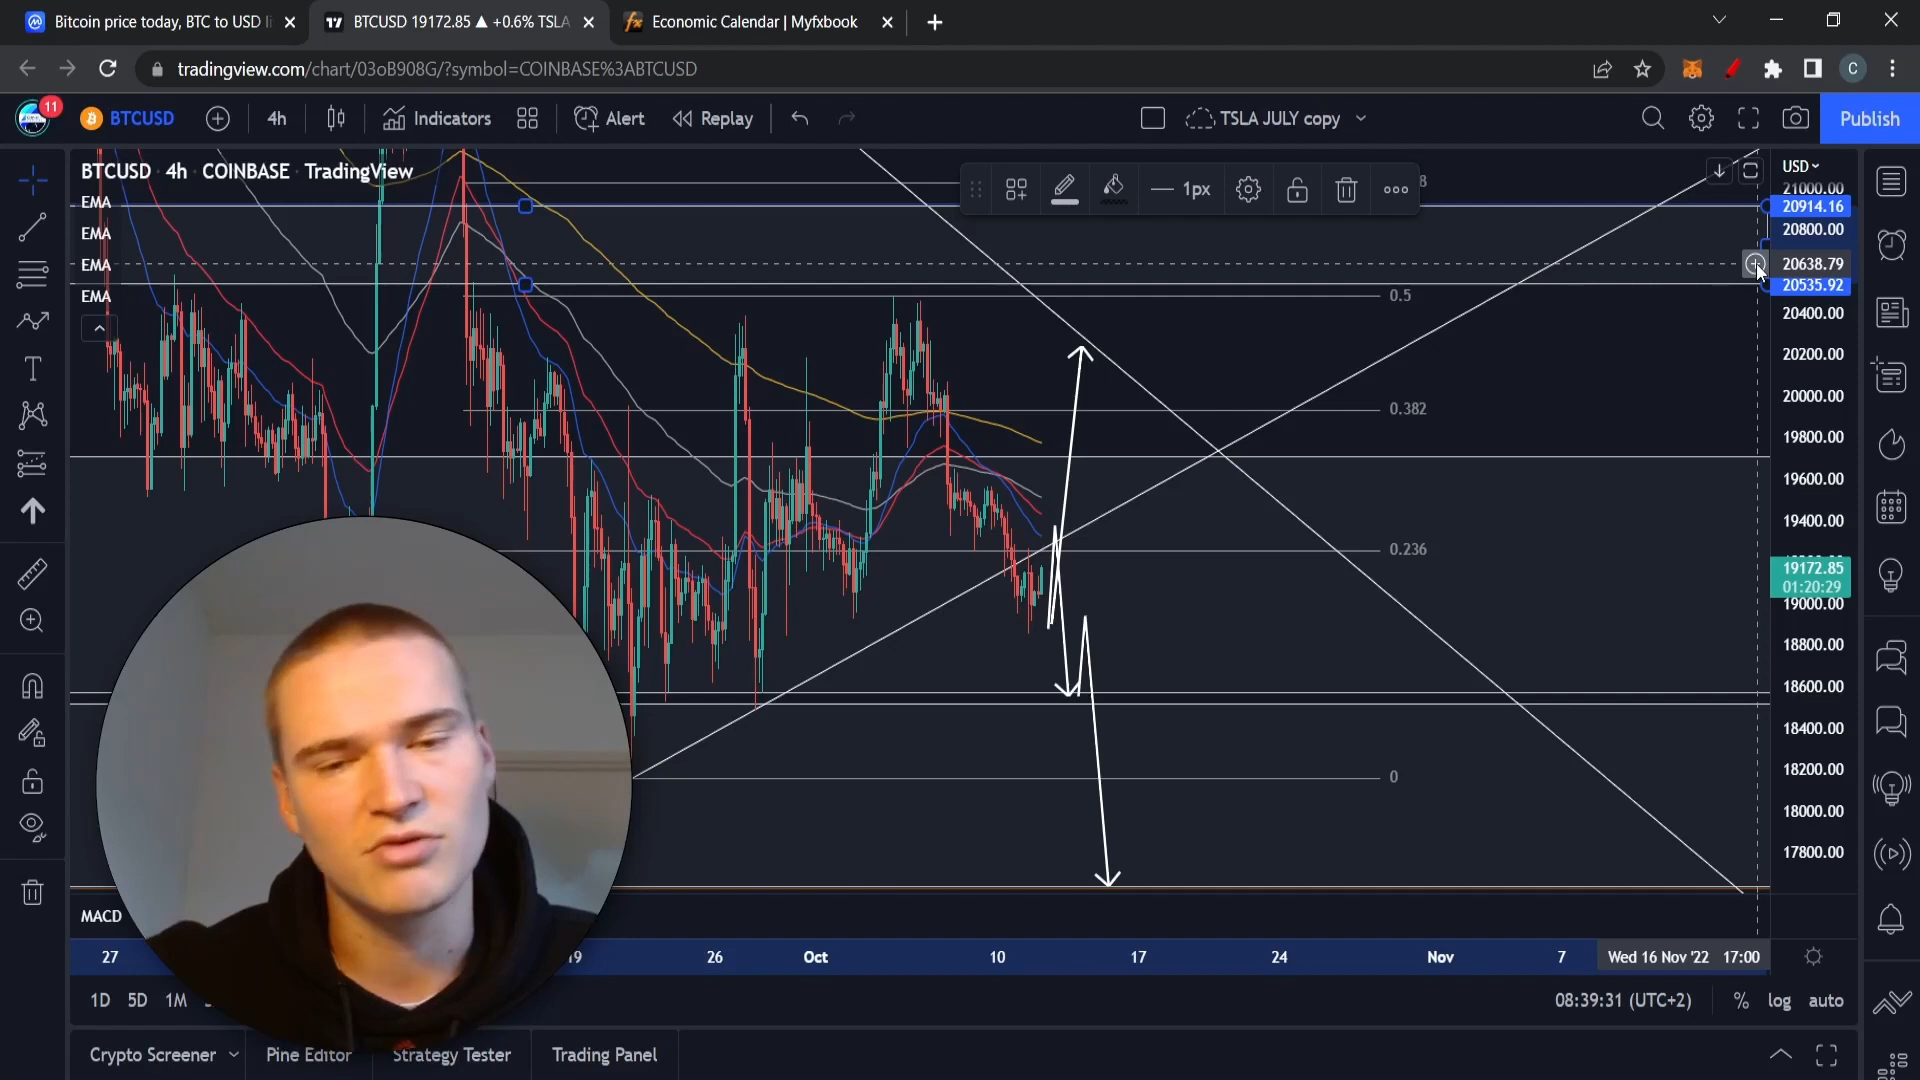 Bitcoin price today, BTC to USD li
BTCUSD 19172.85 ▲ +0.6% TSLA
Economic Calendar | Myfxbook
tradingview.com/chart/03oB908G/?symbol=COINBASE%3ABTCUSD
C
11
BTCUSD
4h
Indicators
Alert
Replay
TSLA JULY copy
Publish
BTCUSD 4h COINBASE TradingView
EMA
EMA
EMA
EMA
1px
8
0.5
0.382
0.236
0
USD
21000.00
20914.16
20800.00
20638.79
20535.92
20400.00
20200.00
20000.00
19800.00
19600.00
19400.00
19172.85
01:20:29
19000.00
18800.00
18600.00
18400.00
18200.00
18000.00
17800.00
MACD
27
19
26
Oct
10
17
24
Nov
7
Wed 16 Nov '22 17:00
1D 5D 1M
08:39:31 (UTC+2)
% log auto
Crypto Screener
Pine Editor
Strategy Tester
Trading Panel